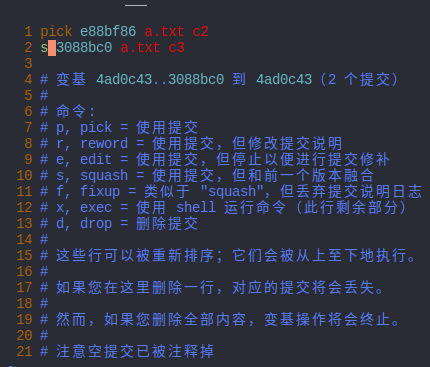 1 pick e88bf86 a.txt c2
2 s 3088bc0 a.txt c3
3
4 # 变基 4ad0c43..3088bc0 到 4ad0c43（2 个提交）
5 #
6 # 命令:
7 # p, pick = 使用提交
8 # r, reword = 使用提交，但修改提交说明
9 # e, edit = 使用提交，但停止以便进行提交修补
10 # s, squash = 使用提交，但和前一个版本融合
11 # f, fixup = 类似于 "squash"，但丢弃提交说明日志
12 # x, exec = 使用 shell 运行命令（此行剩余部分）
13 # d, drop = 删除提交
14 #
15 # 这些行可以被重新排序；它们会被从上至下地执行。
16 #
17 # 如果您在这里删除一行，对应的提交将会丢失。
18 #
19 # 然而，如果您删除全部内容，变基操作将会终止。
20 #
21 # 注意空提交已被注释掉